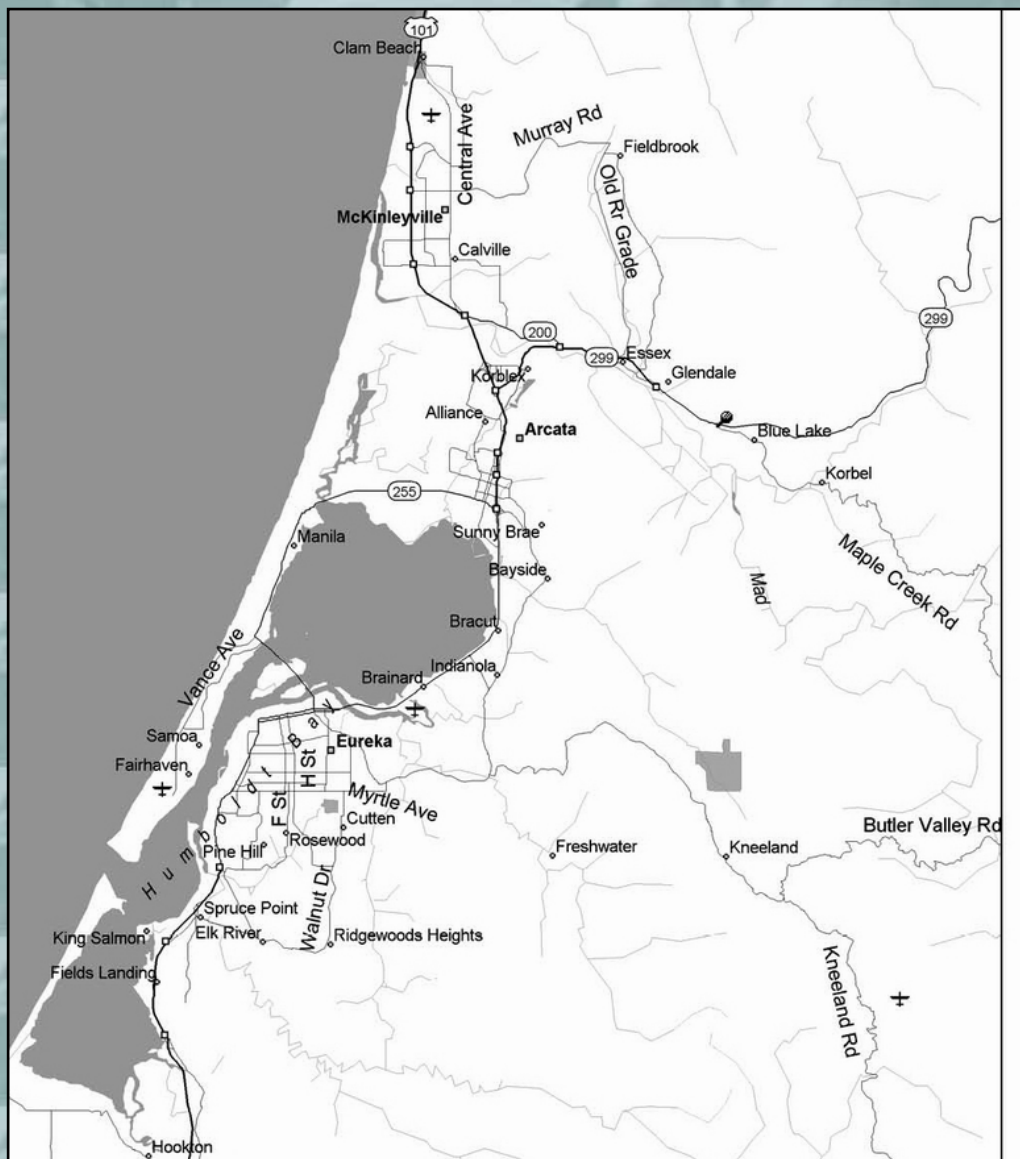 101
Clam Beach
Central Ave
Murray Rd
Fieldbrook
Old Rr Grade
McKinleyville
Calville
299
200
299
Essex
Korblex
Glendale
Alliance
Arcata
Blue Lake
Korbel
255
Sunny Brae
Manila
Bayside
Mad
Maple Creek Rd
Bracut
Vance Ave
Indianola
Brainard
Samoa
Eureka
Fairhaven
Humboldt Bay
H St
F St
Myrtle Ave
Cutten
Rosewood
Pine Hill
Freshwater
Kneeland
Butler Valley Rd
Walnut Dr
Spruce Point
King Salmon
Elk River
Ridgewoods Heights
Fields Landing
Kneeland Rd
Hookton